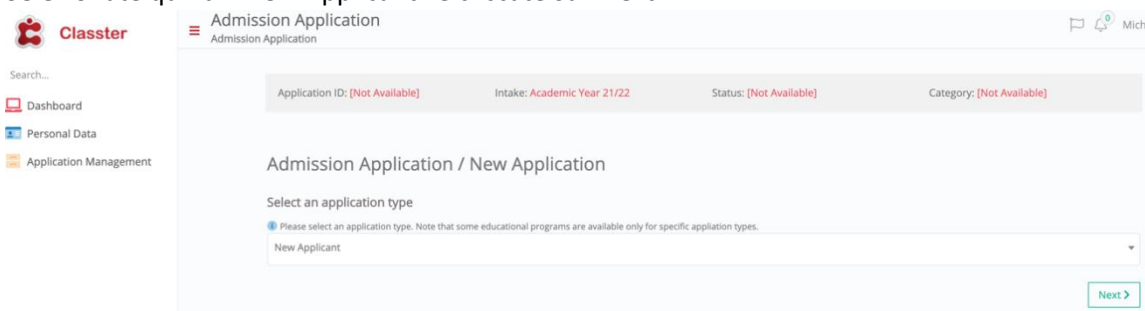 Classter
Admission Application
Admission Application
0
Mich
Search...
Dashboard
Personal Data
Application Management
Application ID: [Not Available] Intake: Academic Year 21/22 Status: [Not Available] Category: [Not Available]
Admission Application / New Application
Select an application type
Please select an application type. Note that some educational programs are available only for specific appliation types.
New Applicant
Next